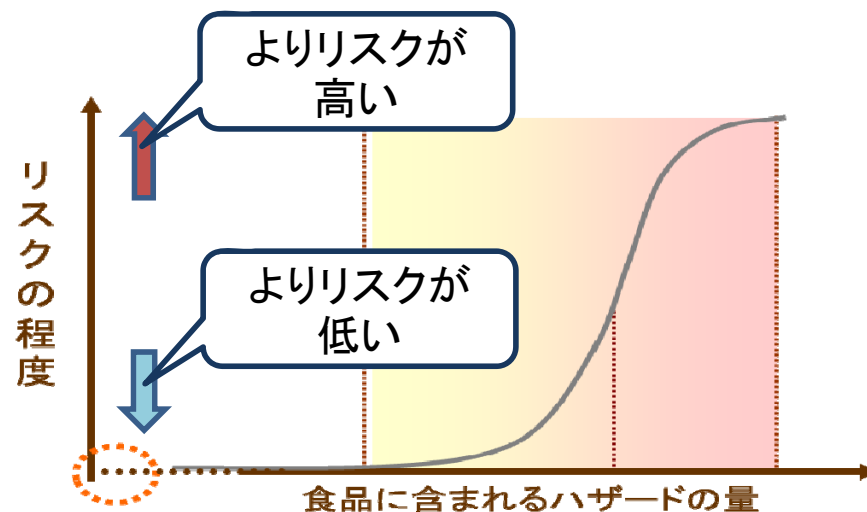 よりリスクが
高い
よりリスクが
低い
リスクの程度
食品に含まれるハザードの量